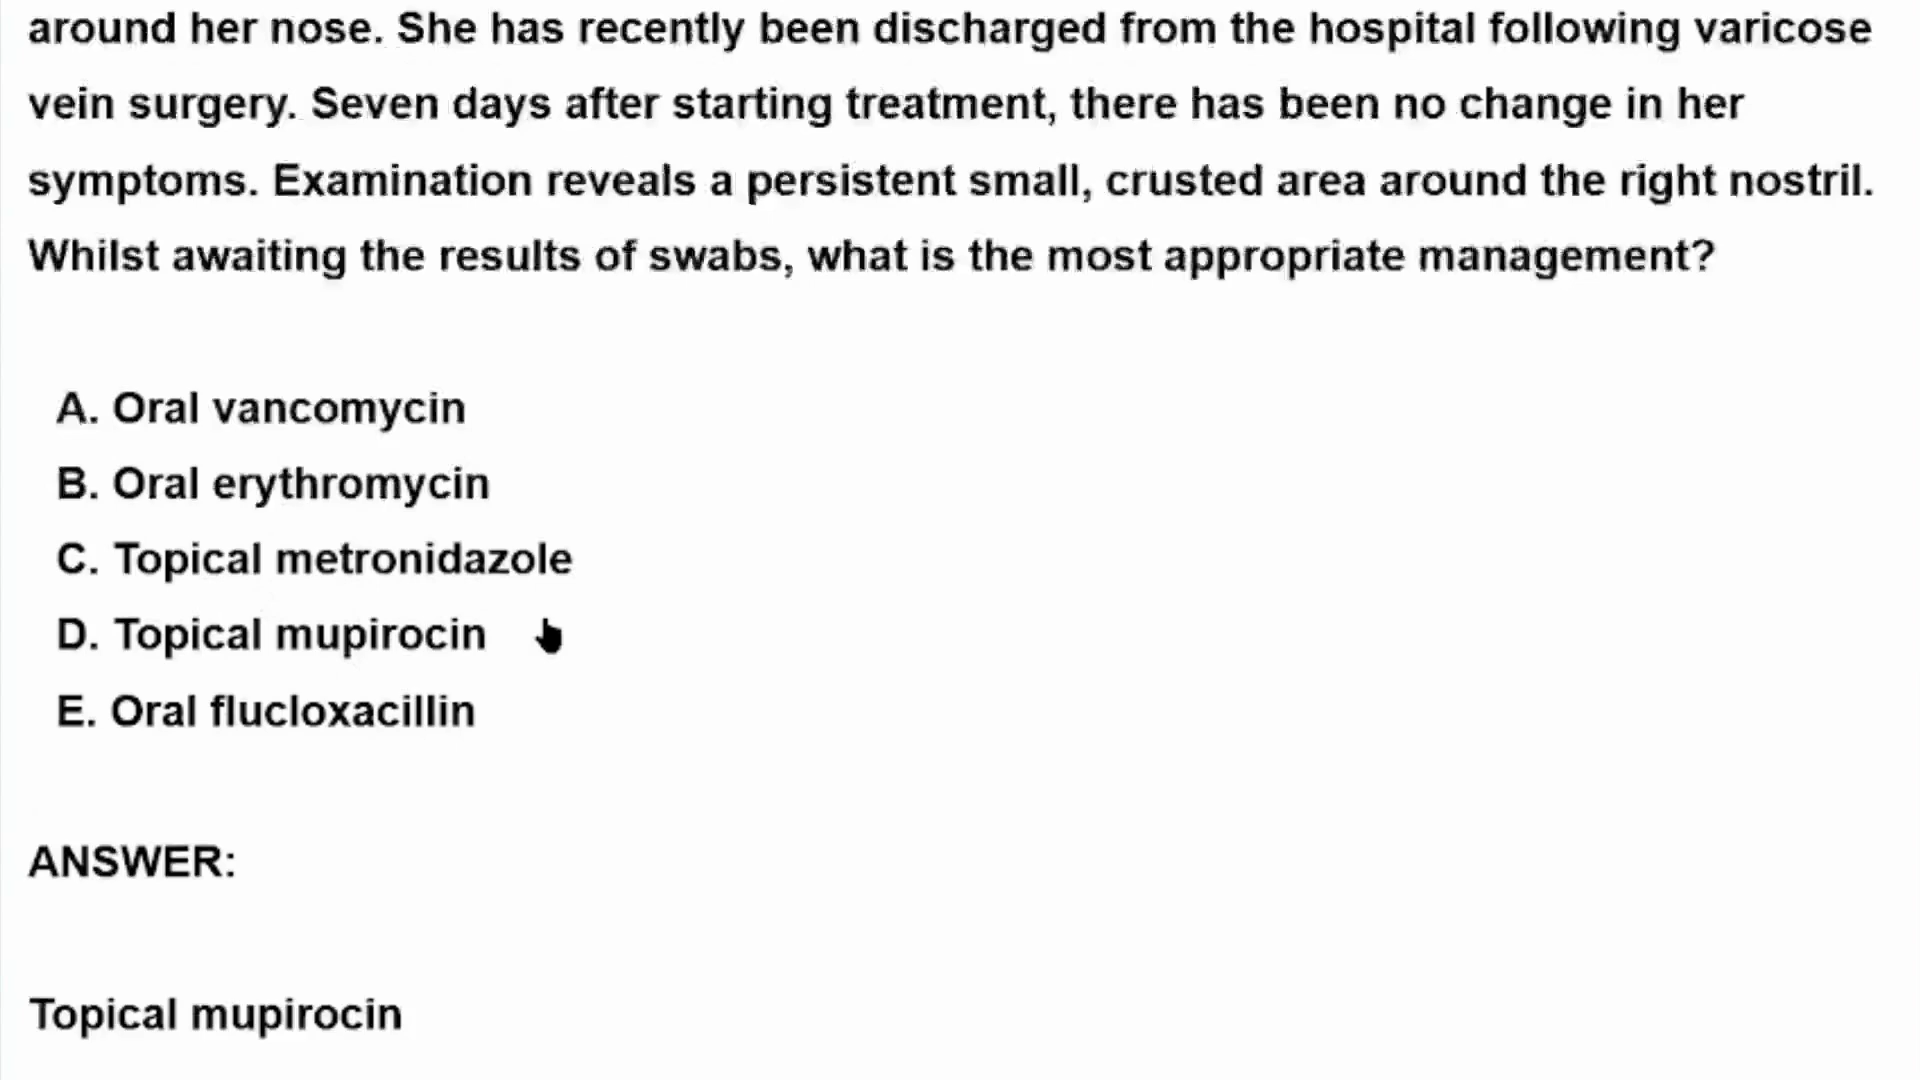 around her nose. She has recently been discharged from the hospital following varicose
vein surgery. Seven days after starting treatment, there has been no change in her
symptoms. Examination reveals a persistent small, crusted area around the right nostril.
Whilst awaiting the results of swabs, what is the most appropriate management?
A. Oral vancomycin
B. Oral erythromycin
C. Topical metronidazole
D. Topical mupirocin
E. Oral flucloxacillin
ANSWER:
Topical mupirocin